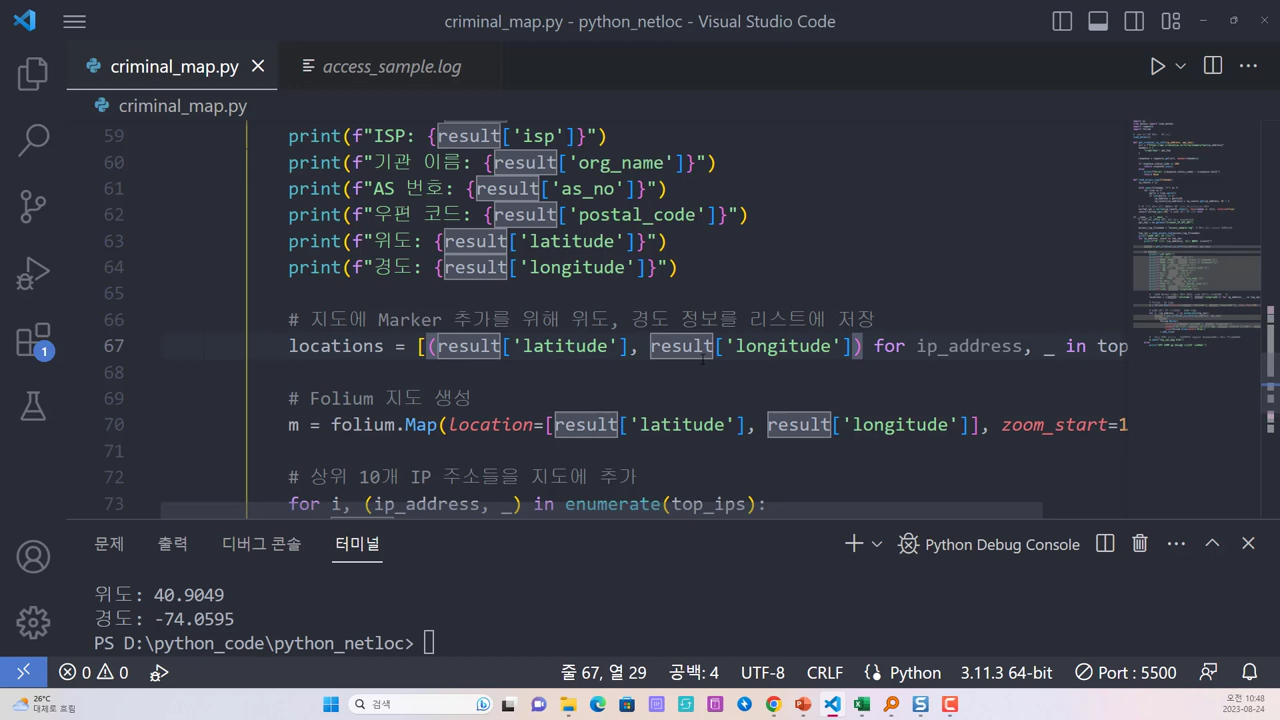 criminal_map.py - python_netloc - Visual Studio Code
criminal_map.py
access_sample.log
criminal_map.py
59 print(f"ISP: {result['isp']}")
60 print(f"기관 이름: {result['org_name']}")
61 print(f"AS 번호: {result['as_no']}")
62 print(f"우편 코드: {result['postal_code']}")
63 print(f"위도: {result['latitude']}")
64 print(f"경도: {result['longitude']}")
65
66 # 지도에 Marker 위해 위도, 경도 정보를 리스트에 저장
67 locations = [(result['latitude'], result['longitude']) for ip_address, _ in top
68
69 # Folium 지도 생성
70 m = folium.Map(location=[result['latitude'], result['longitude']], zoom_start=1
71
72 # 상위 10개 IP 주소들을 지도에 추가
73 for i, (ip_address, _) in enumerate(top_ips):
1
문제 출력 디버그 콘솔 터미널 Python Debug Console
위도: 40.9049
경도: -74.0595
PS D:\python_code\python_netloc>
0 0 줄 67, 열 29 공백: 4 UTF-8 CRLF Python 3.11.3 64-bit Port : 5500
26°C
대체로 흐림
검색
오전 10:48
2023-08-24